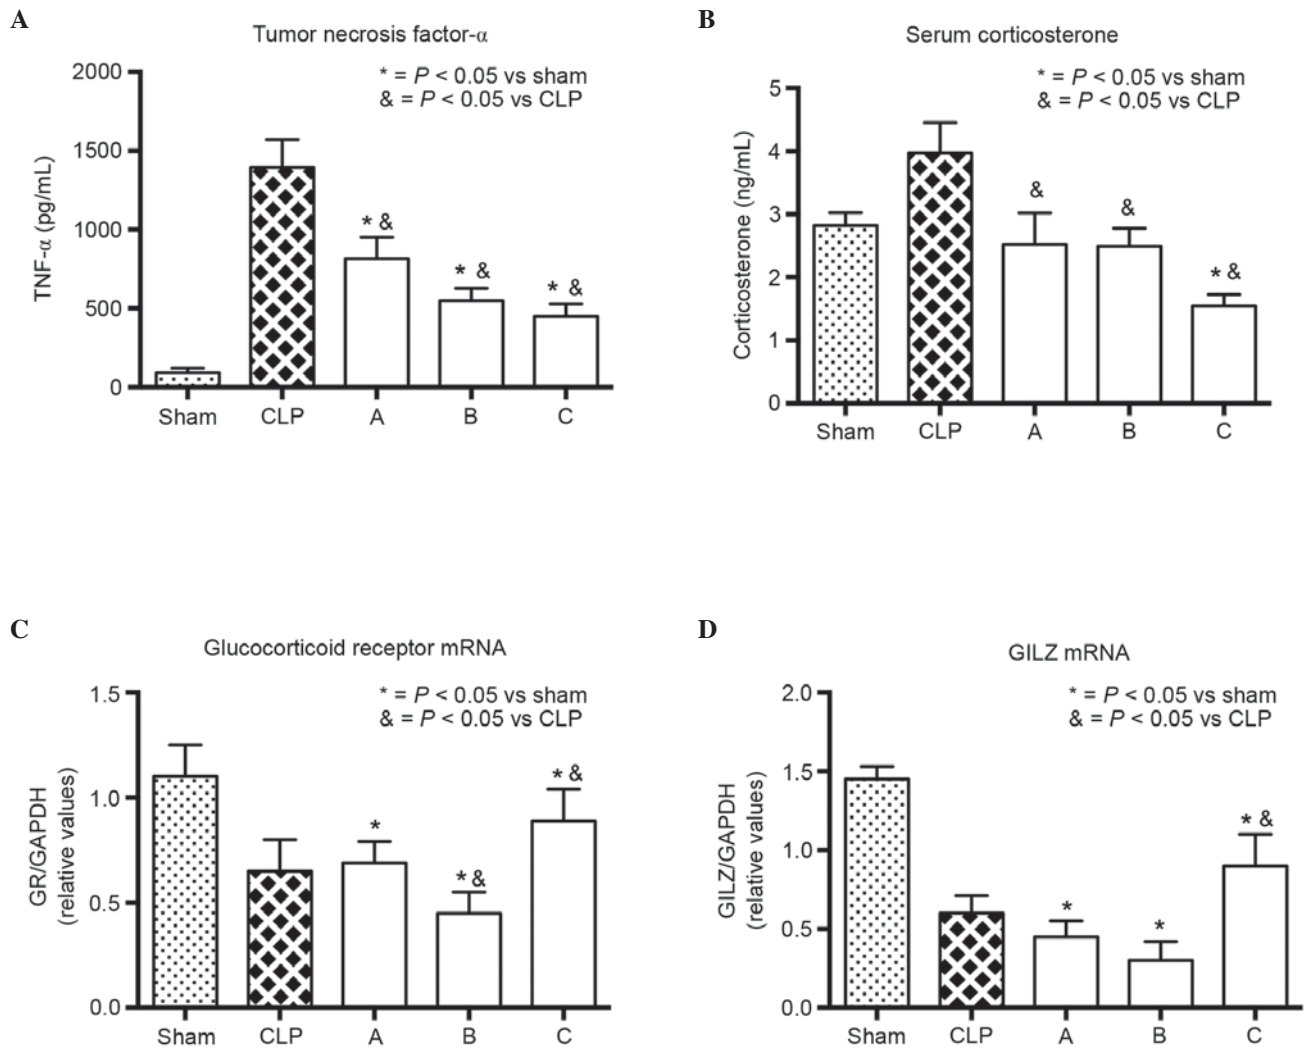 A
Tumor necrosis factor-α
* = P < 0.05 vs sham
& = P < 0.05 vs CLP
TNF-α (pg/mL)
2000
1500
1000
500
0
* &
* &
* &
Sham CLP A B C
B
Serum corticosterone
* = P < 0.05 vs sham
& = P < 0.05 vs CLP
Corticosterone (ng/mL)
5
4
3
2
1
0
&
&
* &
Sham CLP A B C
C
Glucocorticoid receptor mRNA
* = P < 0.05 vs sham
& = P < 0.05 vs CLP
GR/GAPDH
(relative values)
1.5
1.0
0.5
0.0
*
* &
* &
Sham CLP A B C
D
GILZ mRNA
* = P < 0.05 vs sham
& = P < 0.05 vs CLP
GILZ/GAPDH
(relative values)
2.0
1.5
1.0
0.5
0.0
*
*
* &
Sham CLP A B C